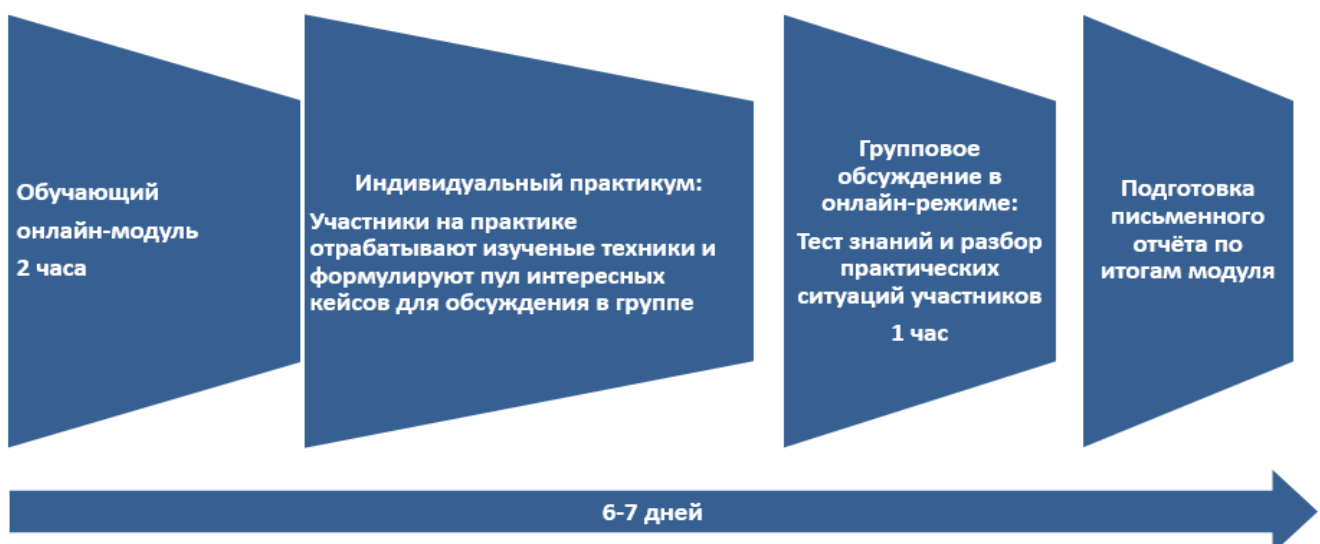 Обучающий
онлайн-модуль
2 часа
Индивидуальный практикум:
Участники на практике
отрабатывают изученые техники и
формулируют пул интересных
кейсов для обсуждения в группе
Групповое
обсуждение в
онлайн-режиме:
Тест знаний и разбор
практических
ситуаций участников
1 час
Подготовка
письменного
отчёта по
итогам модуля
6-7 дней